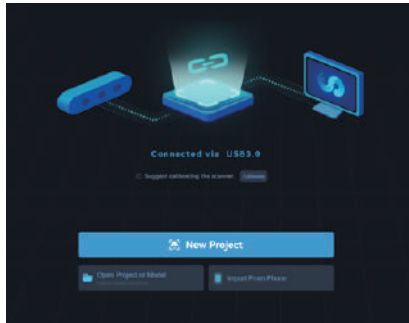 Connected via USB3.0
Suggest calibrating the scanner. Calibrate
New Project
Open Project or Model
Import From Phone